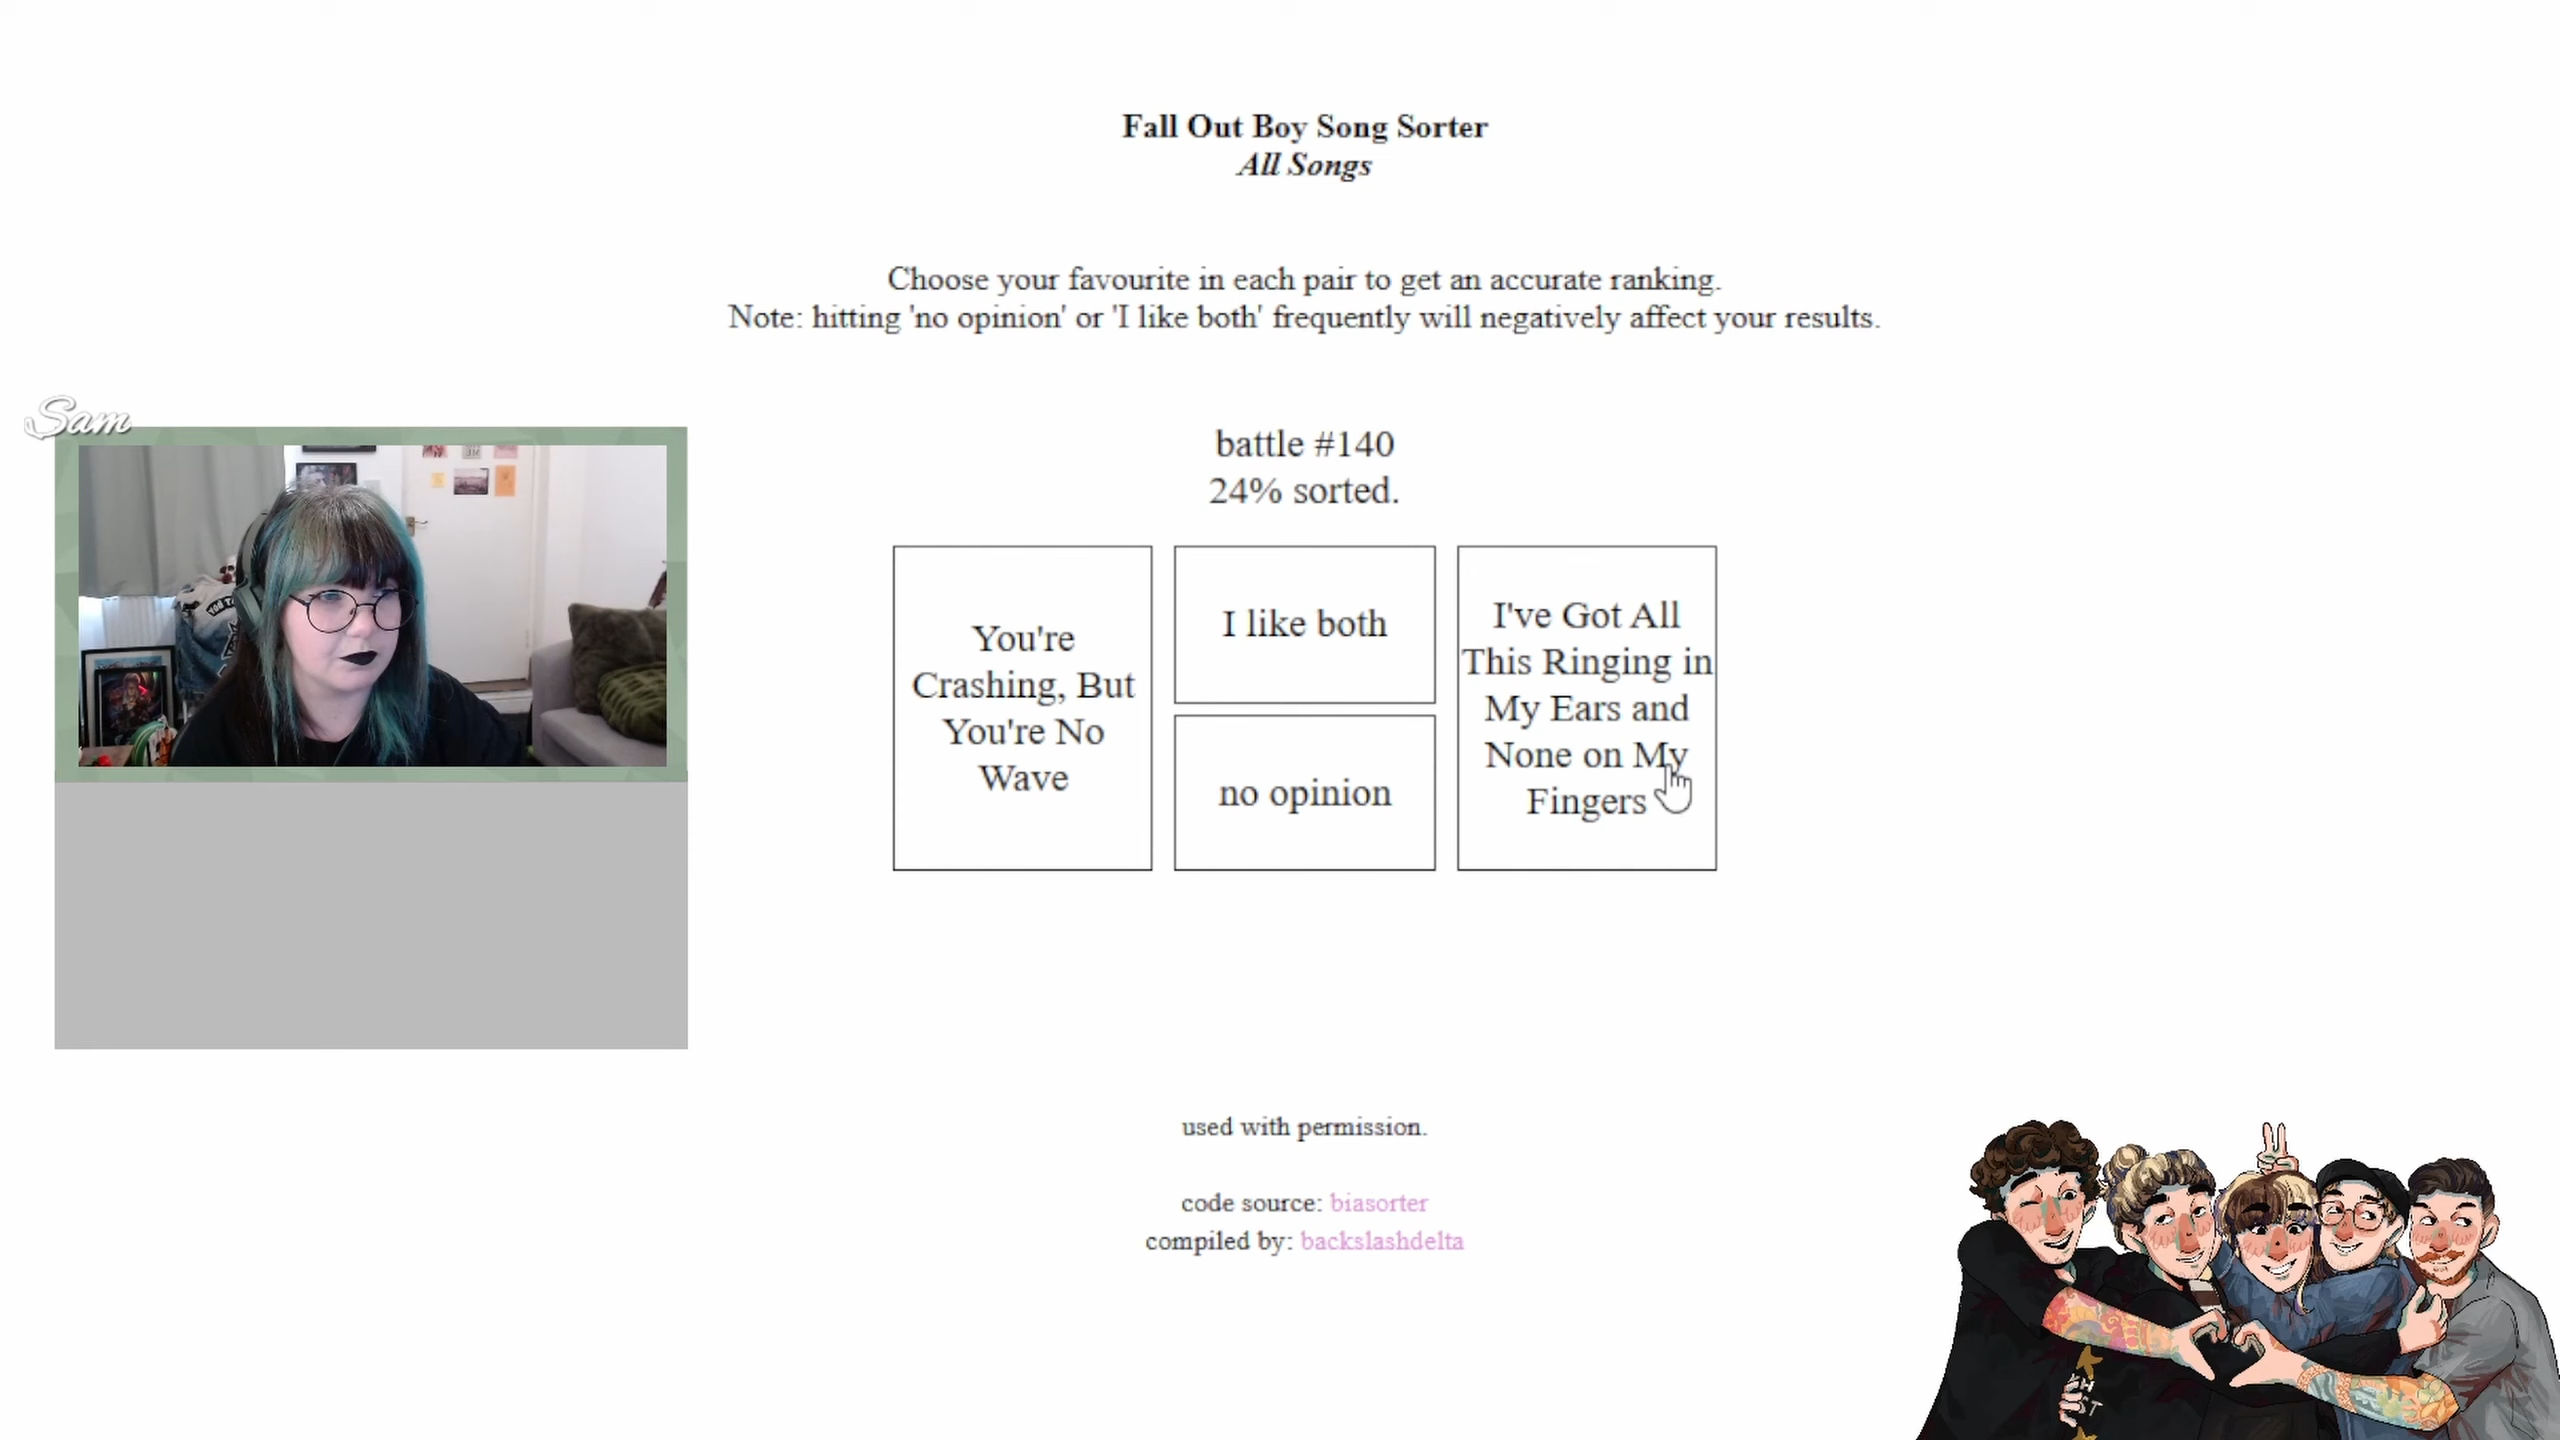 Fall Out Boy Song Sorter
All Songs
Choose your favourite in each pair to get an accurate ranking.
Note: hitting 'no opinion' or 'I like both' frequently will negatively affect your results.
Sam
battle #140
24% sorted.
You're
Crashing, But
You're No
Wave
I like both
no opinion
I've Got All
This Ringing in
My Ears and
None on My
Fingers
used with permission.
code source: biasorter
compiled by: backslashdelta